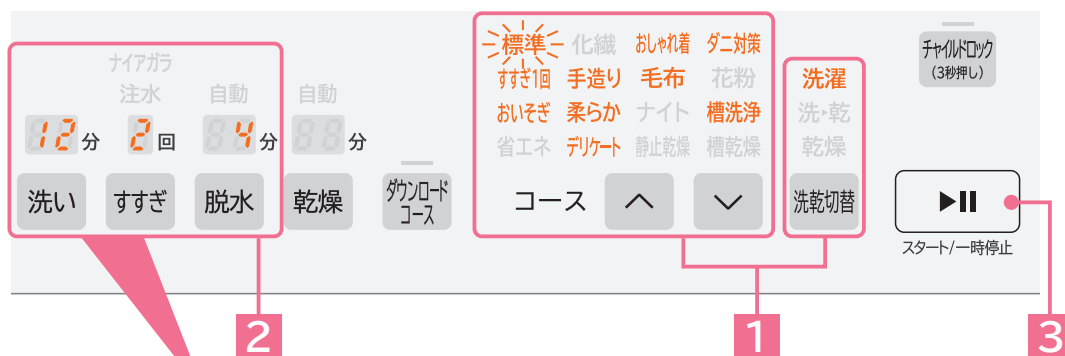 標準 化繊 おしゃれ着 ダニ対策
すすぎ1回 手造り 毛布 花粉
おいそぎ 柔らか ナイト 槽洗浄
省エネ デリケート 静止乾燥 槽乾燥
コース
洗濯
洗・乾
乾燥
洗乾切替
ナイアガラ
注水 自動 自動
12分 2回 4分 88分
洗い すすぎ 脱水 乾燥
ダウンロード
コース
チャイルドロック
(3秒押し)
スタート/一時停止
2 1 3